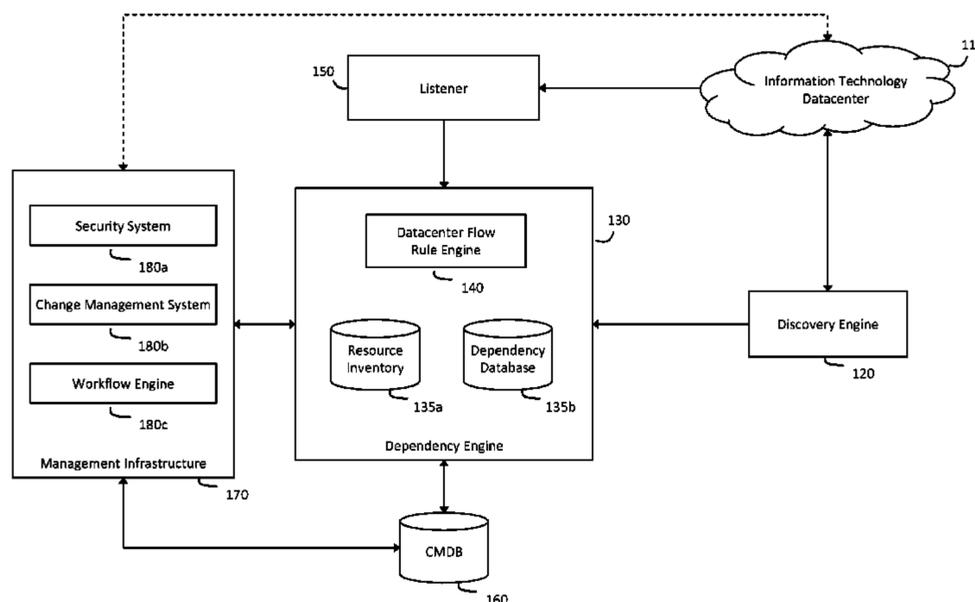 11
150
Listener
Information Technology
Datacenter
Security System
180a
Change Management System
180b
Workflow Engine
180c
Management Infrastructure
170
Datacenter Flow
Rule Engine
140
130
Resource
Inventory
135a
Dependency
Database
135b
Dependency Engine
Discovery Engine
120
CMDB
160